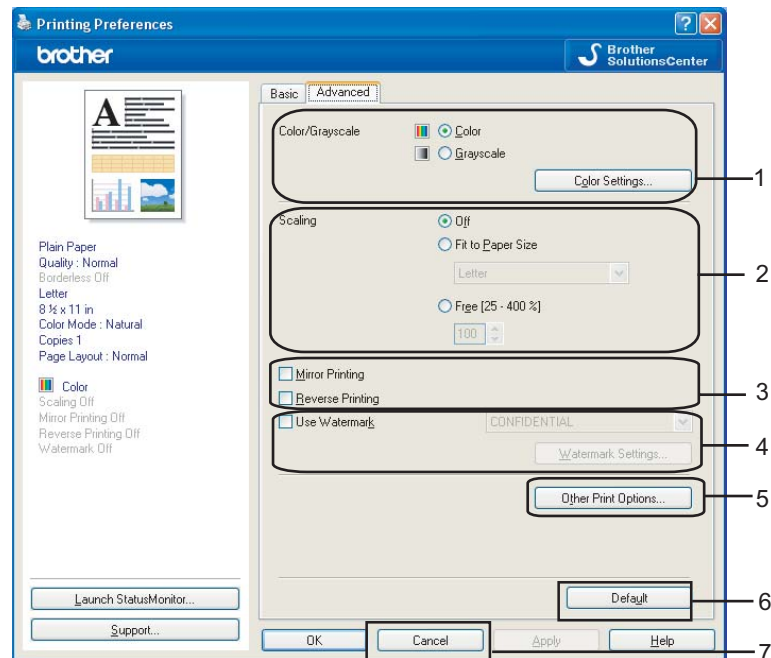 Printing Preferences
brother
Brother
SolutionsCenter
A
Plain Paper
Quality : Normal
Borderless Off
Letter
8 ½ x 11 in
Color Mode : Natural
Copies 1
Page Layout : Normal
Color
Scaling Off
Mirror Printing Off
Reverse Printing Off
Watermark Off
Launch StatusMonitor...
Support...
Basic
Advanced
Color/Grayscale
Color
Grayscale
Color Settings...
1
Scaling
Off
Fit to Paper Size
Letter
2
Free [25 - 400 %]
100
Mirror Printing
Reverse Printing
3
Use Watermark
CONFIDENTIAL
Watermark Settings...
4
Other Print Options...
5
Default
6
OK
Cancel
Apply
Help
7